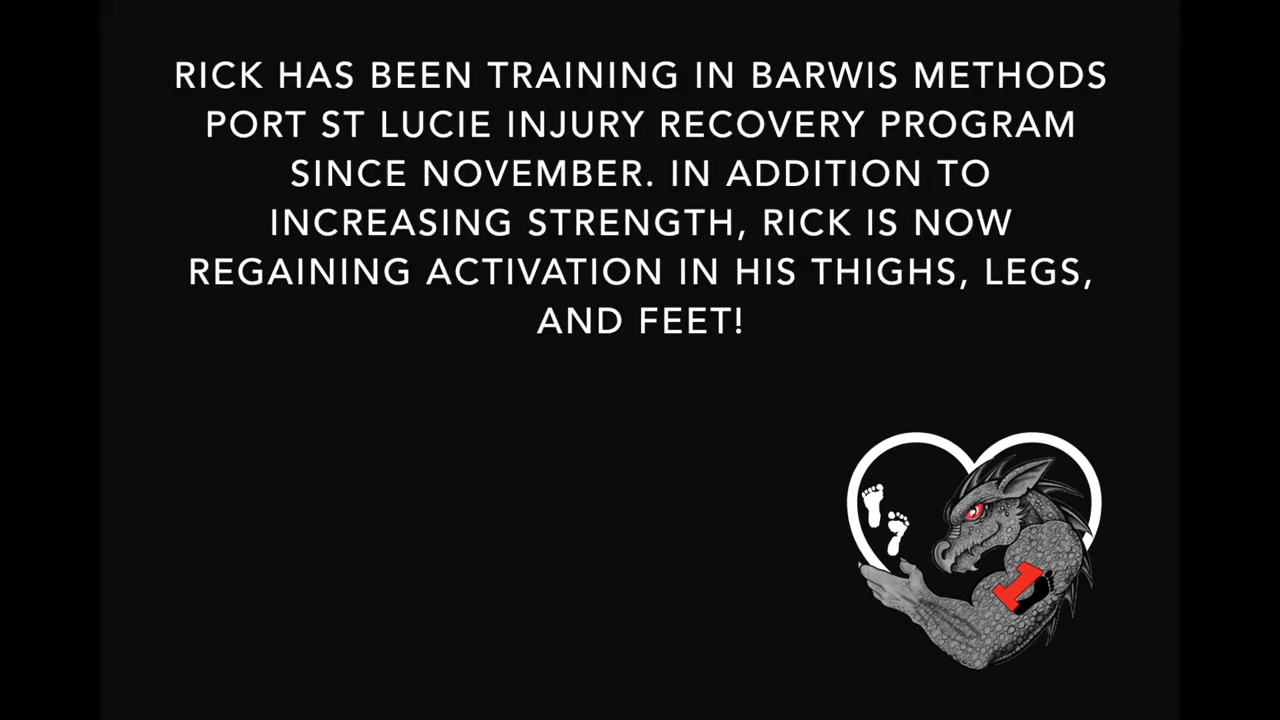 RICK HAS BEEN TRAINING IN BARWIS METHODS
PORT ST LUCIE INJURY RECOVERY PROGRAM
SINCE NOVEMBER. IN ADDITION TO
INCREASING STRENGTH, RICK IS NOW
REGAINING ACTIVATION IN HIS THIGHS, LEGS,
AND FEET!
1